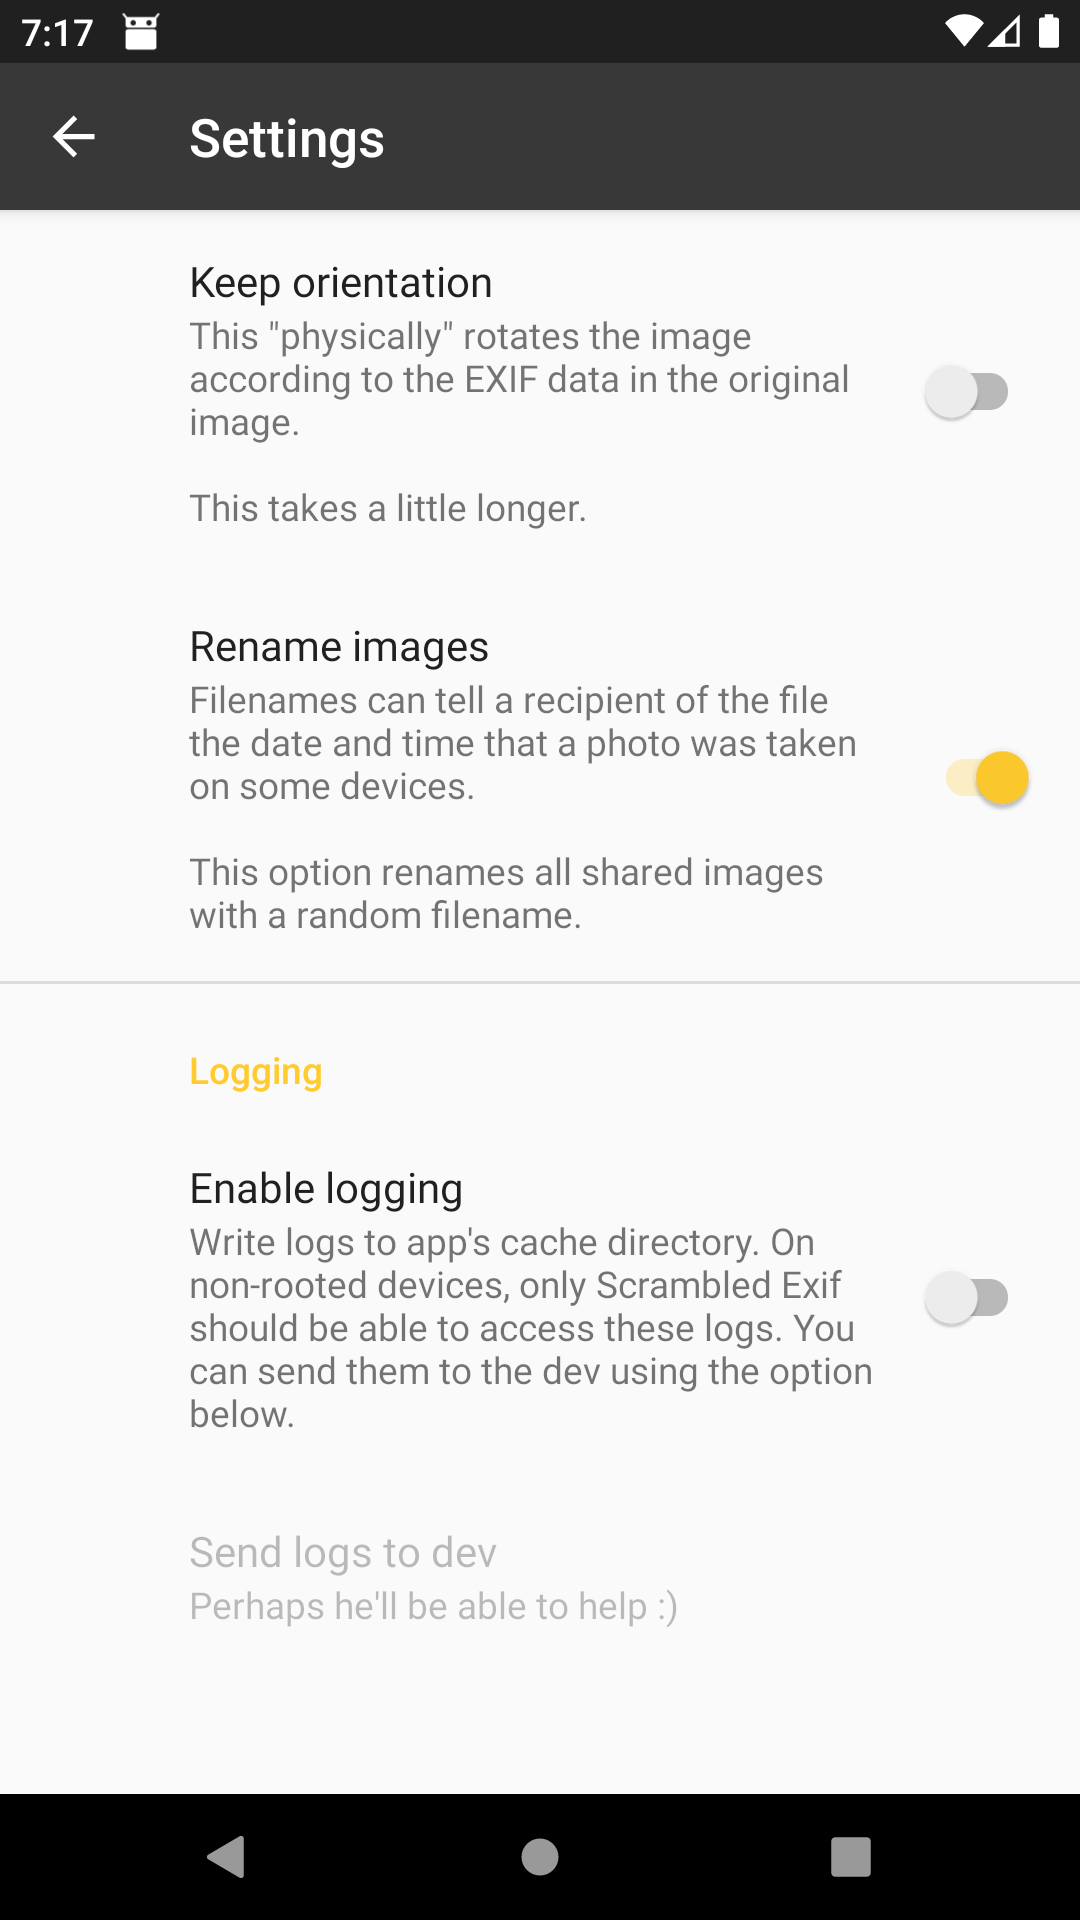 7:17
Settings
Keep orientation
This "physically" rotates the image
according to the EXIF data in the original
image.
This takes a little longer.
Rename images
Filenames can tell a recipient of the file
the date and time that a photo was taken
on some devices.
This option renames all shared images
with a random filename.
Logging
Enable logging
Write logs to app's cache directory. On
non-rooted devices, only Scrambled Exif
should be able to access these logs. You
can send them to the dev using the option
below.
Send logs to dev
Perhaps he'll be able to help :)